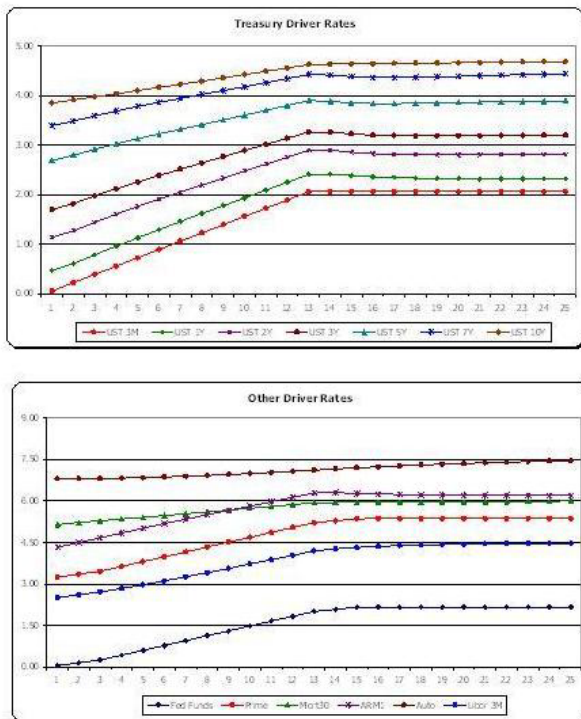 Treasury Driver Rates
5.00
4.00
3.00
2.00
1.00
0.00
1 2 3 4 5 6 7 8 9 10 11 12 13 14 15 16 17 18 19 20 21 22 23 24 25
UST 3M UST 1Y UST 2Y UST 3Y UST 5Y UST 7Y UST 10Y
Other Driver Rates
9.00
7.50
6.00
4.50
3.00
1.50
0.00
1 2 3 4 5 6 7 8 9 10 11 12 13 14 15 16 17 18 19 20 21 22 23 24 25
Fed Funds Prime Mort30 ARM1 Auto Libor 3M